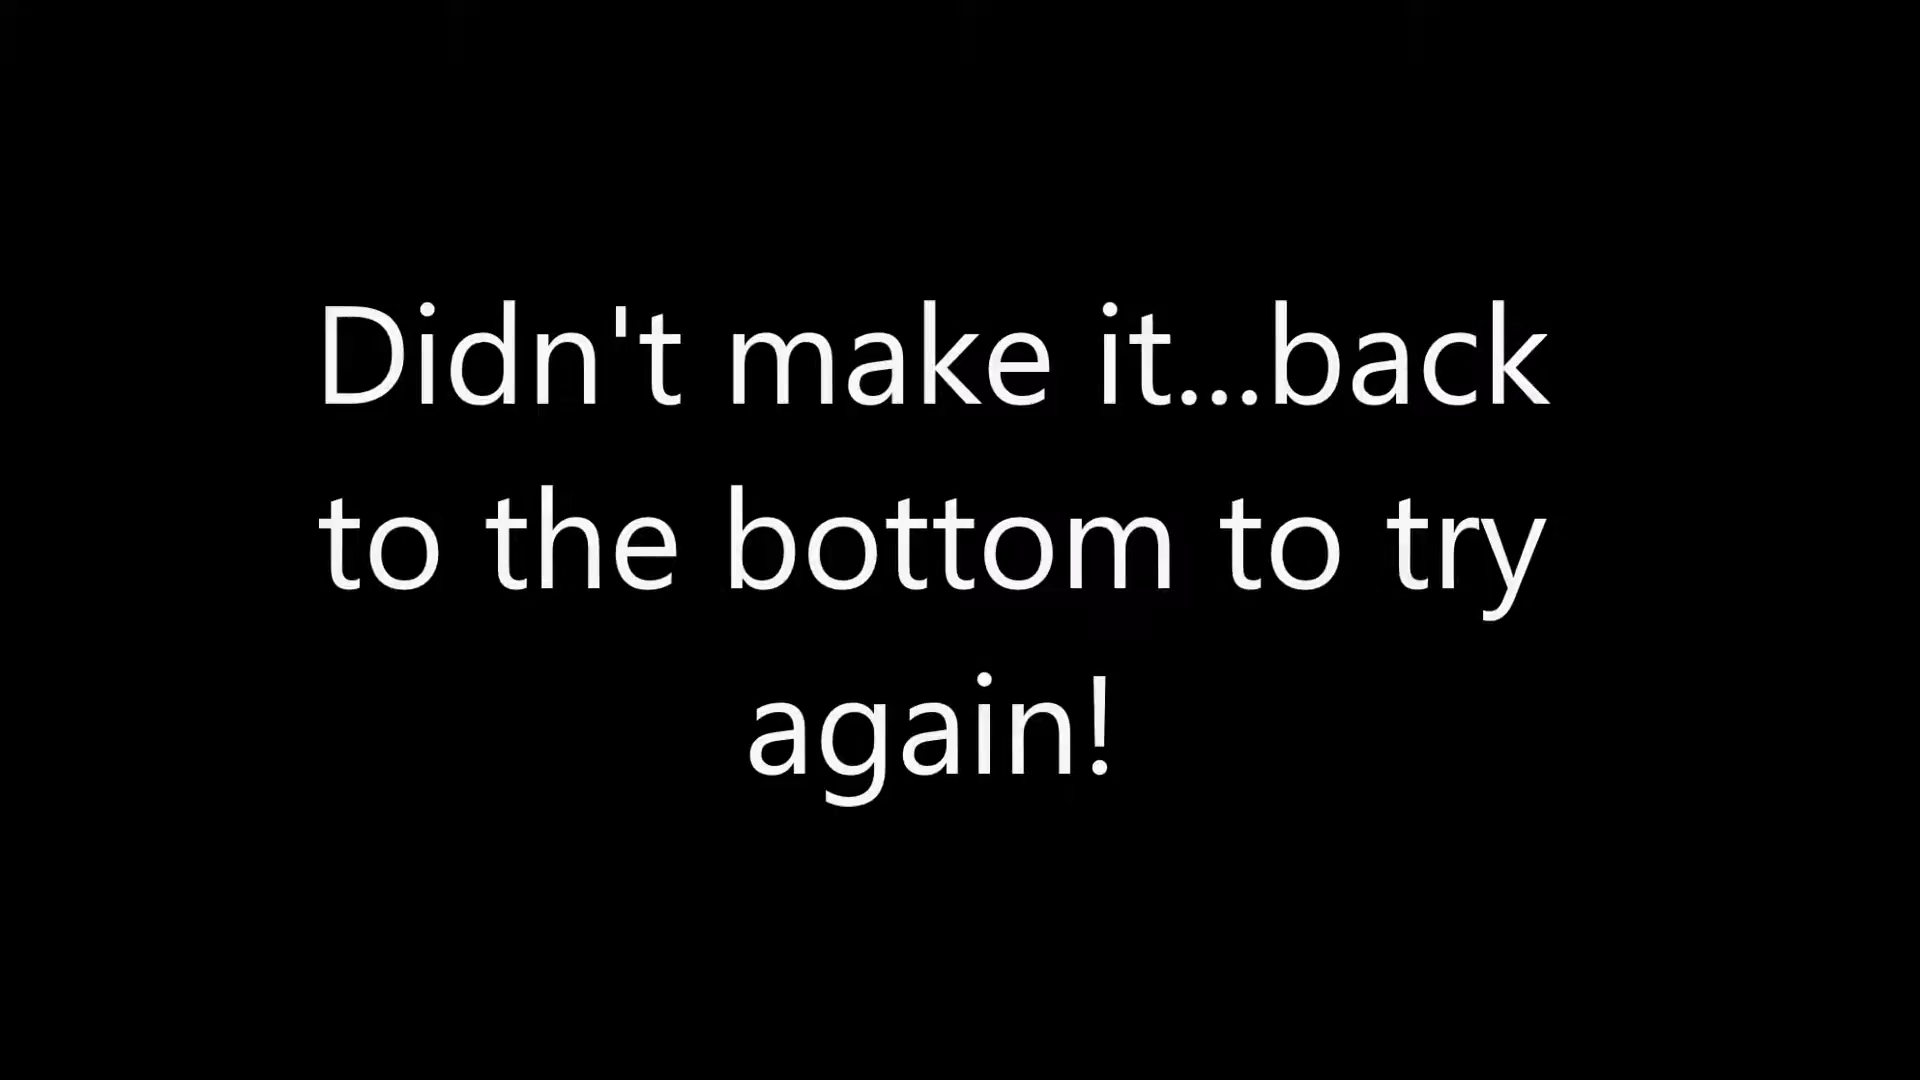 Didn't make it...back
to the bottom to try
again!